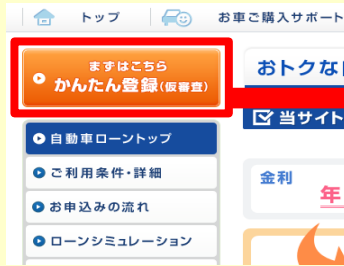 トップ
お車ご購入サポート
まずはこちら
かんたん登録(仮審査)
おトクな
当サイト
自動車ローントップ
ご利用条件・詳細
お申込みの流れ
ローンシミュレーション
金利
年